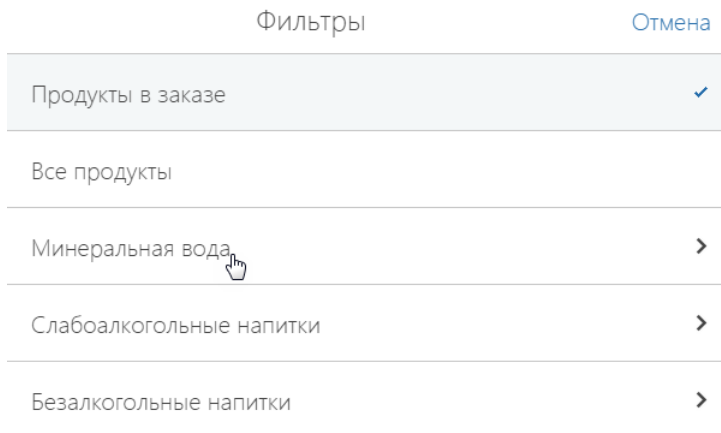 Фильтры Отмена
Продукты в заказе
Все продукты
Минеральная вода
Слабоалкогольные напитки
Безалкогольные напитки